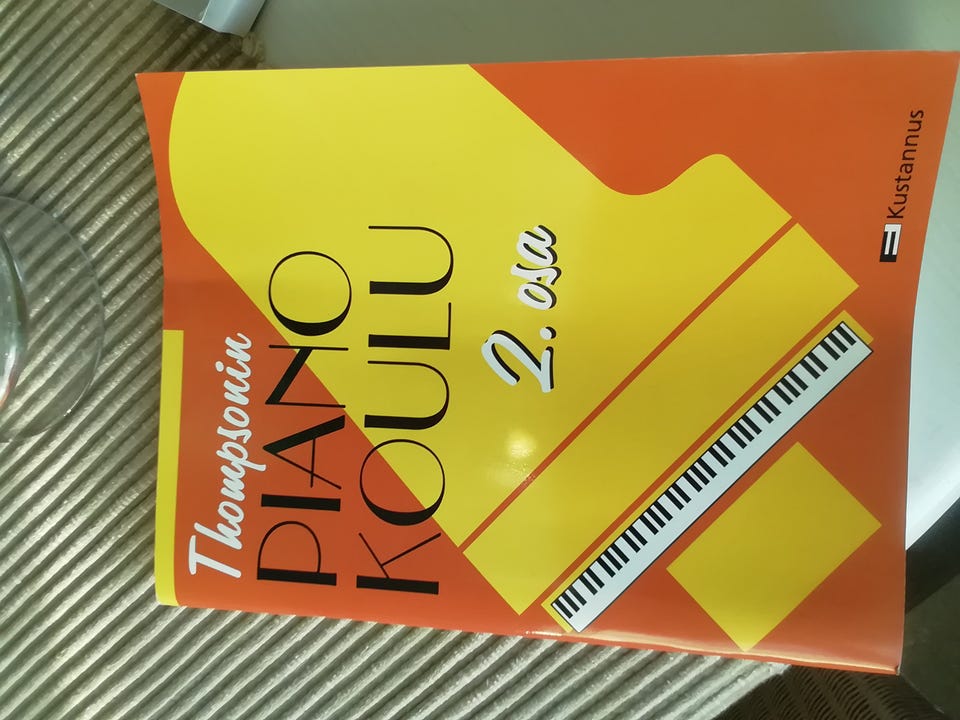 Thompsonin
PIANO
KOULU
2. osa
Kustannus